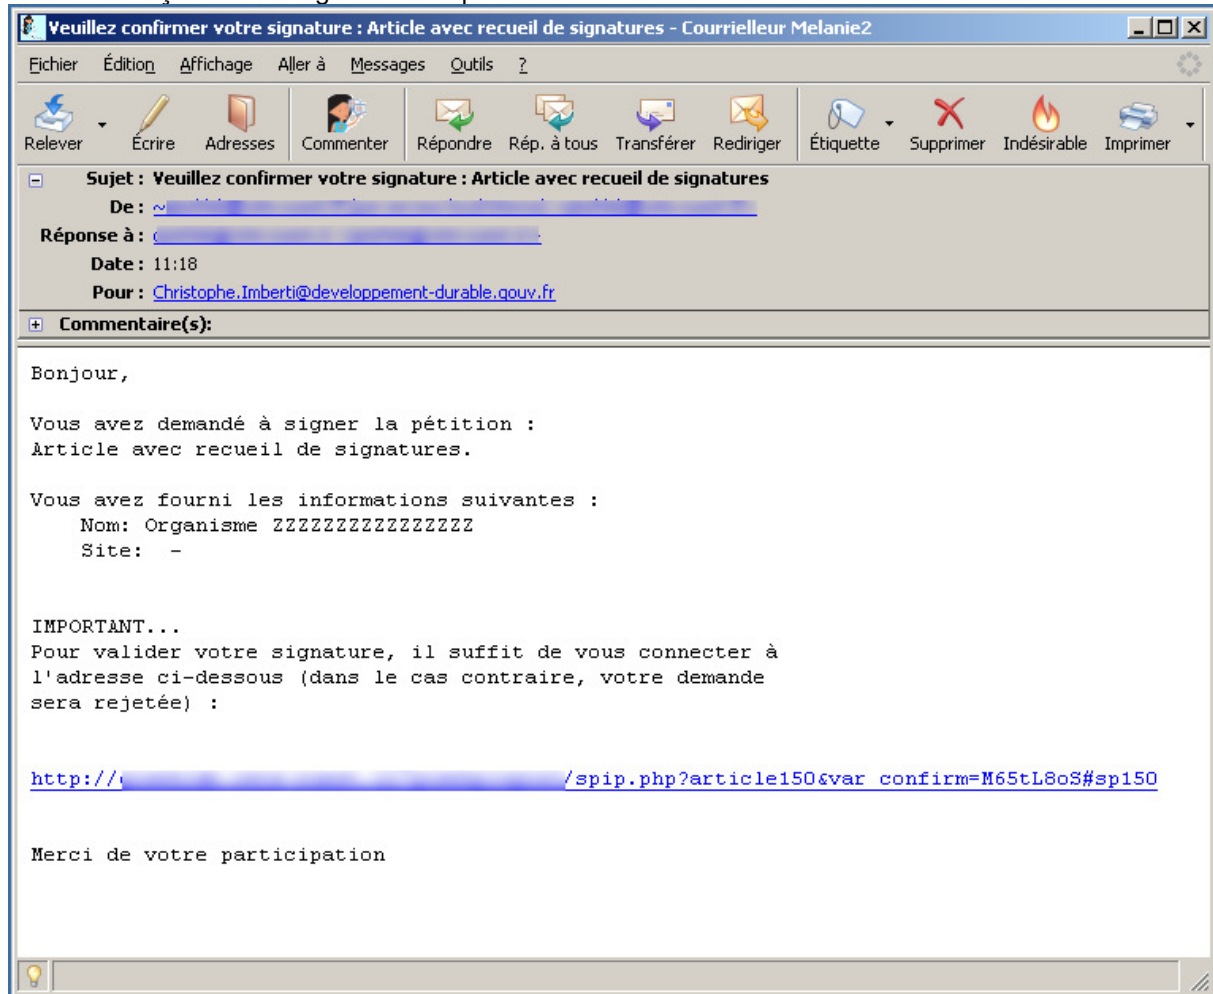 Veuillez confirmer votre signature : Article avec recueil de signatures - Courrielleur Melanie2
Fichier Édition Affichage Aller à Messages Outils ?
Relever Écrire Adresses Commenter Répondre Rép. à tous Transférer Rediriger Étiquette Supprimer Indésirable Imprimer
Sujet : Veuillez confirmer votre signature : Article avec recueil de signatures
De :
Réponse à :
Date : 11:18
Pour : Christophe.Imberti@developpement-durable.gouv.fr
Commentaire(s):
Bonjour,
Vous avez demandé à signer la pétition :
Article avec recueil de signatures.
Vous avez fourni les informations suivantes :
Nom: Organisme ZZZZZZZZZZZZZZZZ
Site: -
IMPORTANT...
Pour valider votre signature, il suffit de vous connecter à
l'adresse ci-dessous (dans le cas contraire, votre demande
sera rejetée) :
http:// /spip.php?article150&var_confirm=M65tL8oS#sp150
Merci de votre participation